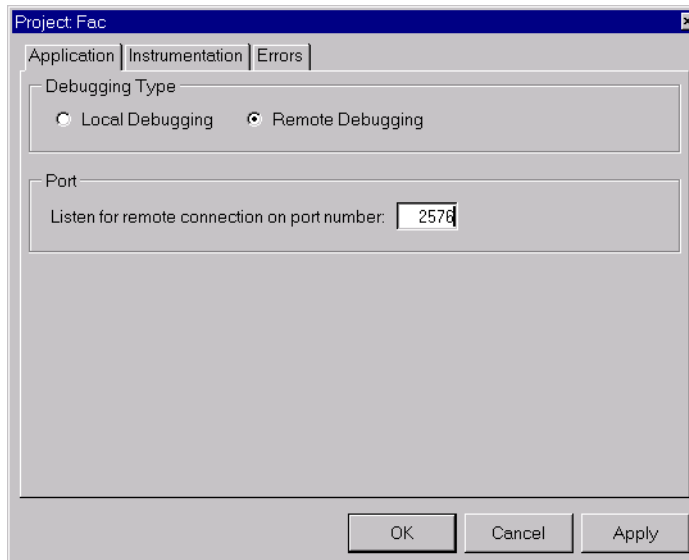 Project: Fac
Application Instrumentation Errors
Debugging Type
Local Debugging Remote Debugging
Port
Listen for remote connection on port number: 2576
OK Cancel Apply